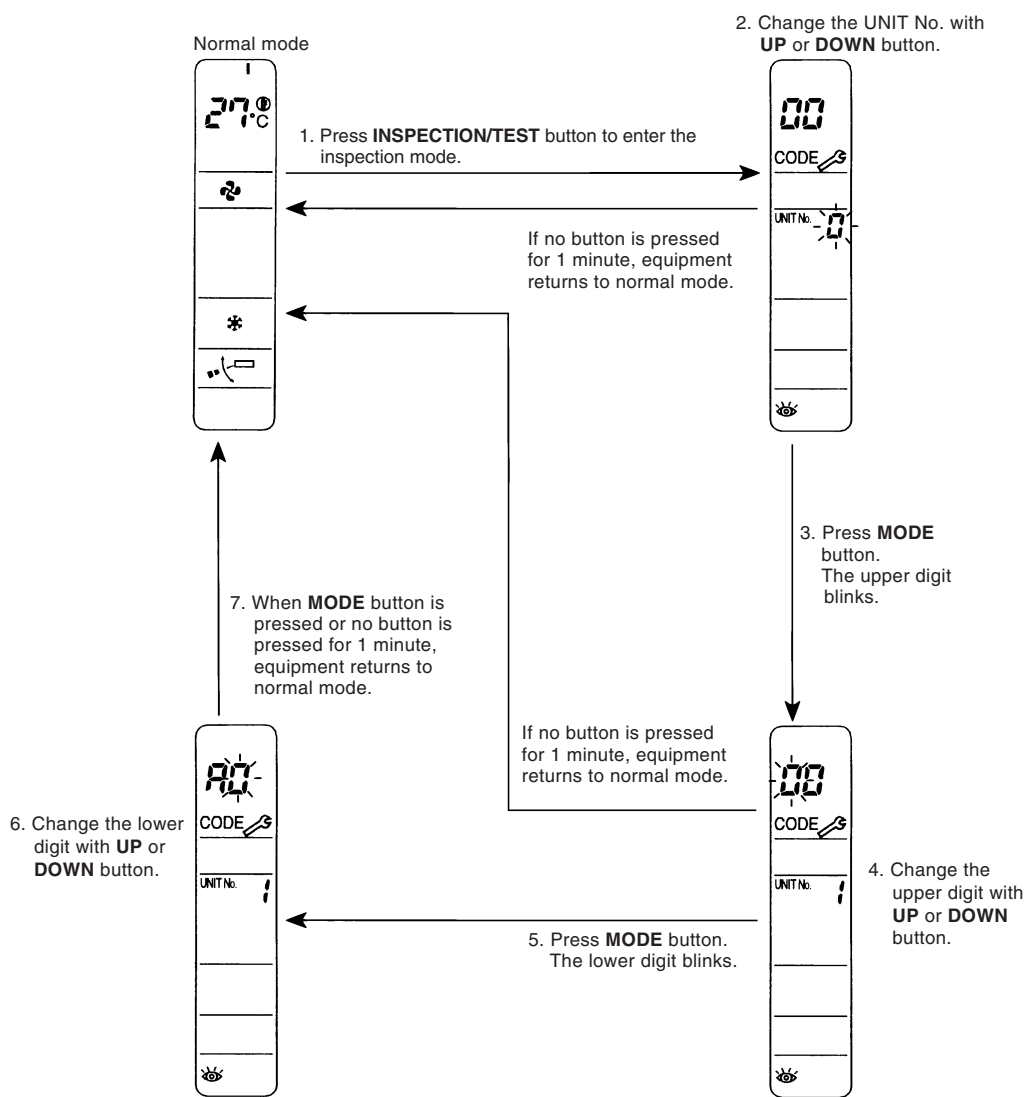 Normal mode
27°C
1. Press INSPECTION/TEST button to enter the
inspection mode.
2. Change the UNIT No. with
UP or DOWN button.
00
CODE
UNIT No. 0
If no button is pressed
for 1 minute, equipment
returns to normal mode.
3. Press MODE
button.
The upper digit
blinks.
00
CODE
UNIT No. 1
4. Change the
upper digit with
UP or DOWN
button.
If no button is pressed
for 1 minute, equipment
returns to normal mode.
5. Press MODE button.
The lower digit blinks.
A0
CODE
UNIT No. 1
6. Change the lower
digit with UP or
DOWN button.
7. When MODE button is
pressed or no button is
pressed for 1 minute,
equipment returns to
normal mode.